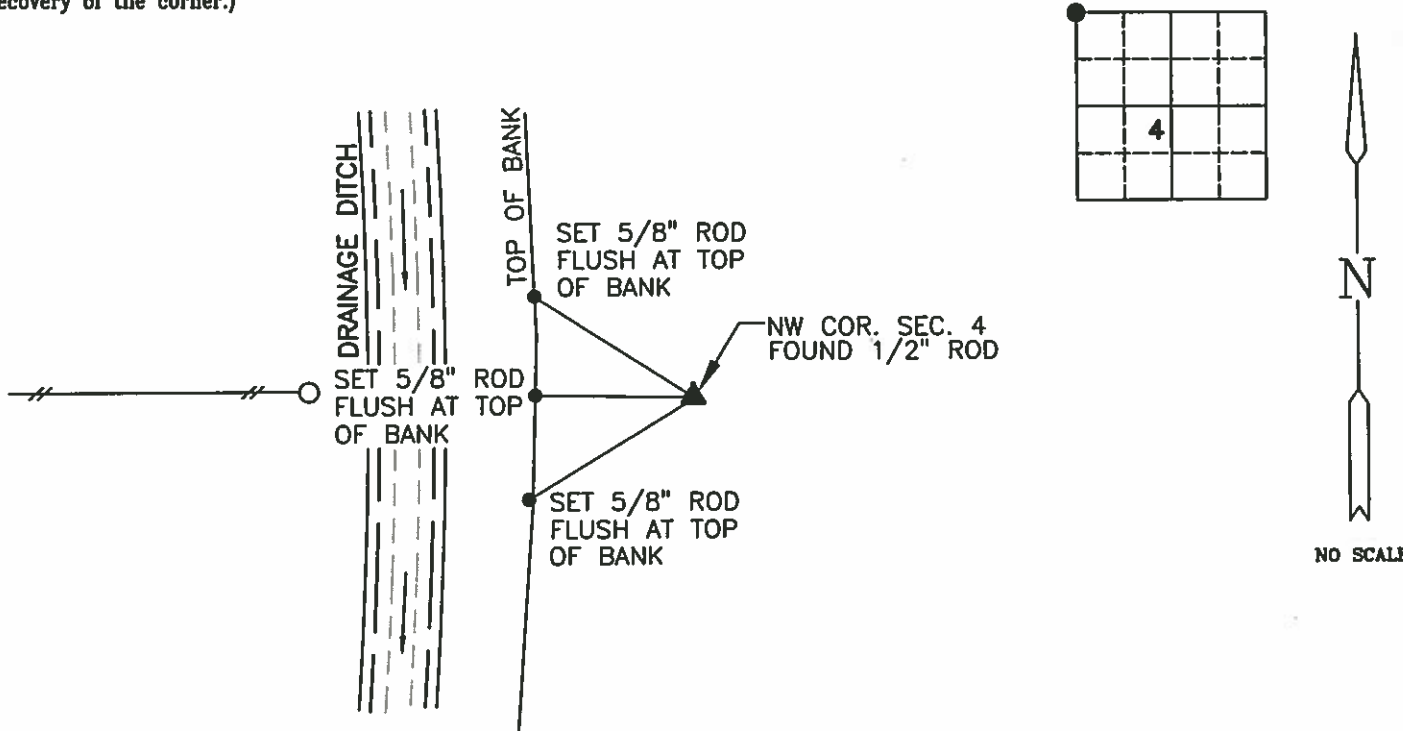 ecovery of the corner.)
4
DRAINAGE DITCH
TOP OF BANK
SET 5/8" ROD
FLUSH AT TOP
OF BANK
NW COR. SEC. 4
FOUND 1/2" ROD
SET 5/8" ROD
FLUSH AT TOP
OF BANK
SET 5/8" ROD
FLUSH AT TOP
OF BANK
N
NO SCALE